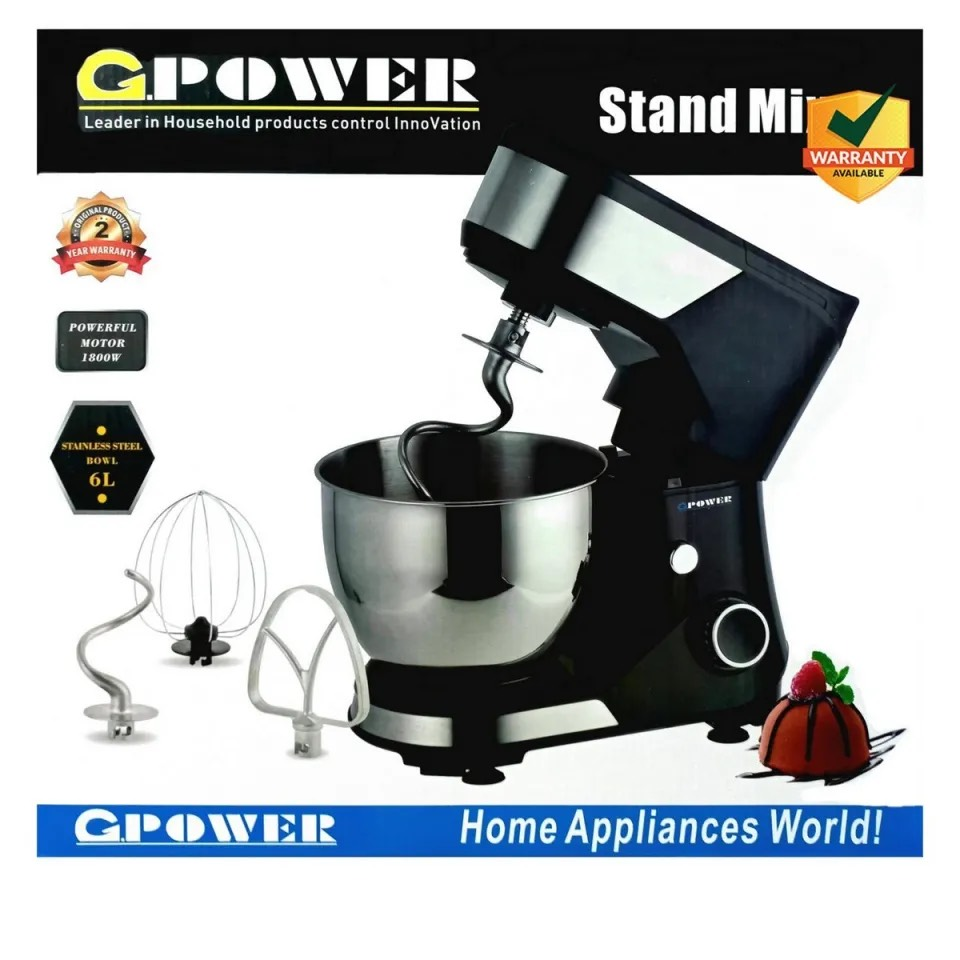 G.POWER
Leader in Household products control InnoVation
Stand Mi
WARRANTY
AVAILABLE
ORIGINAL PRODUCT
2
YEAR WARRANTY
POWERFUL
MOTOR
1800W
STAINLESS STEEL
BOWL
6L
GPOWER
G.POWER
Home Appliances World!